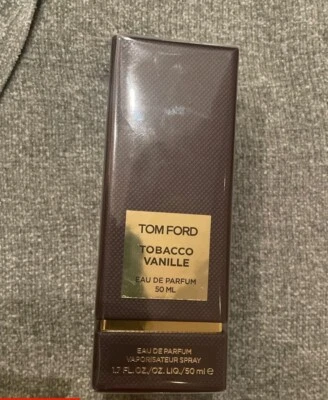 TOM FORD
TOBACCO
VANILLE
EAU DE PARFUM
50 ML
EAU DE PARFUM
VAPORISATEUR SPRAY
1.7 FL.OZ./OZ. LIQ./50 ml ℮